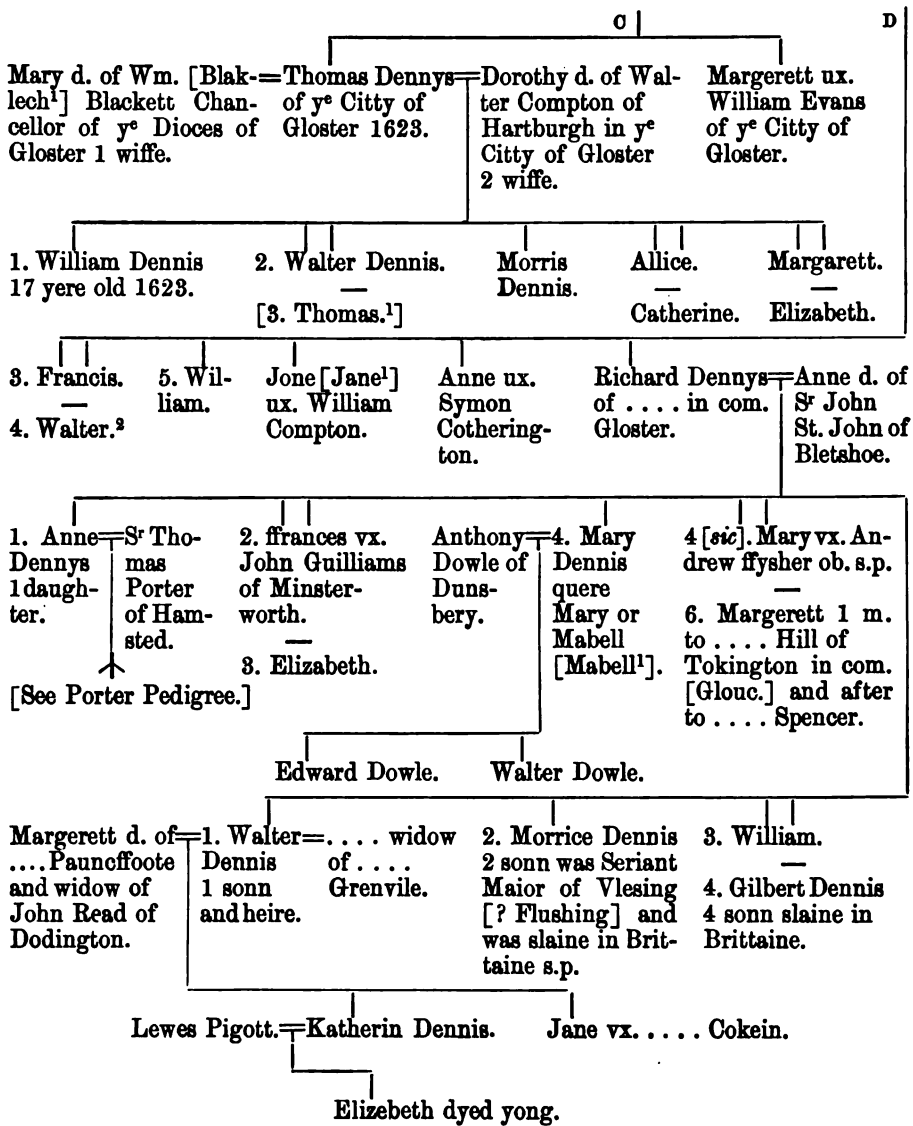 C D
Mary d. of Wm. [Blak-
lech¹] Blackett Chan-
cellor of yᵉ Dioces of
Gloster 1 wiffe.
=Thomas Dennys=
of yᵉ Citty of
Gloster 1623.
Dorothy d. of Wal-
ter Compton of
Hartburgh in yᵉ
Citty of Gloster
2 wiffe.
Margerett ux.
William Evans
of yᵉ Citty of
Gloster.
1. William Dennis
17 yere old 1623.
2. Walter Dennis.
—
[3. Thomas.¹]
Morris
Dennis.
Allice.
—
Catherine.
Margarett.
—
Elizabeth.
3. Francis.
—
4. Walter.²
5. Wil-
liam.
Jone [Jane¹]
ux. William
Compton.
Anne ux.
Symon
Cothering-
ton.
Richard Dennys=
of . . . . in com.
Gloster.
Anne d. of
Sʳ John
St. John of
Bletshoe.
1. Anne=
Dennys
1 daugh-
ter.
Sʳ Tho-
mas
Porter
of Ham-
sted.
[See Porter Pedigree.]
2. ffrances vx.
John Guilliams
of Minster-
worth.
—
3. Elizabeth.
Anthony=
Dowle of
Duns-
bery.
4. Mary
Dennis
quere
Mary or
Mabell
[Mabell¹].
4 [sic]. Mary vx. An-
drew ffysher ob. s.p.
—
6. Margerett 1 m.
to . . . . Hill of
Tokington in com.
[Glouc.] and after
to . . . . Spencer.
Edward Dowle. Walter Dowle.
Margerett d. of=
. . . . Pauncffoote
and widow of
John Read of
Dodington.
1. Walter=
Dennis
1 sonn
and heire.
. . . . widow
of . . . .
Grenvile.
2. Morrice Dennis
2 sonn was Seriant
Maior of Vlesing
[? Flushing] and
was slaine in Brit-
taine s.p.
3. William.
—
4. Gilbert Dennis
4 sonn slaine in
Brittaine.
Lewes Pigott.=Katherin Dennis. Jane vx. . . . . Cokein.
Elizebeth dyed yong.